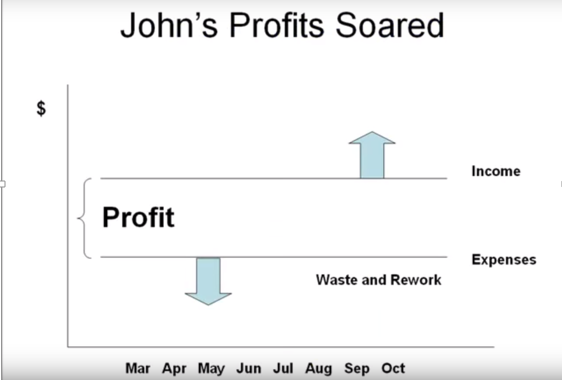 John's Profits Soared
$
Income
Profit
Expenses
Waste and Rework
Mar Apr May Jun Jul Aug Sep Oct